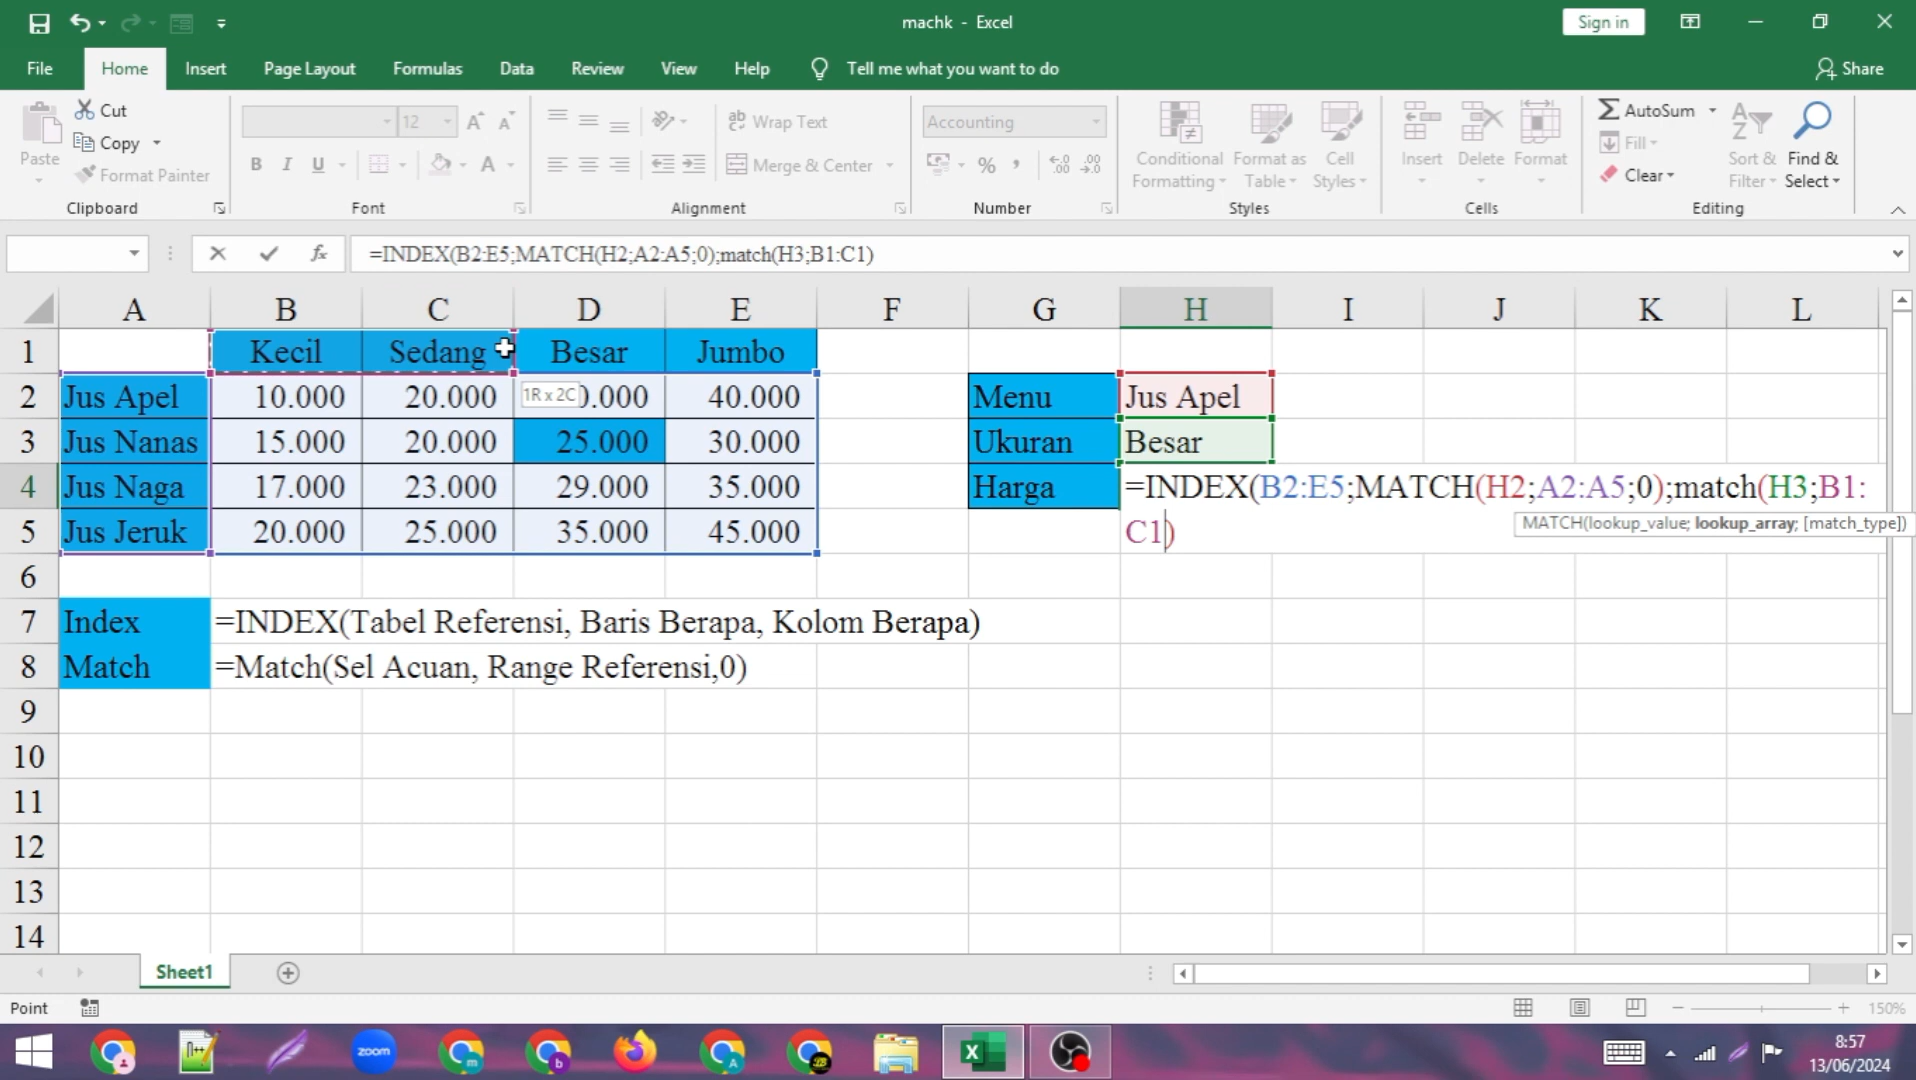 machk - Excel
Sign in
File Home Insert Page Layout Formulas Data Review View Help Tell me what you want to do Share
Cut
Copy
Format Painter
Paste
Clipboard
12
B I U
Font
Wrap Text
Merge & Center
Alignment
Accounting
Number
Conditional Formatting
Format as Table
Cell Styles
Styles
Insert Delete Format
Cells
AutoSum
Fill
Clear
Sort & Filter
Find & Select
Editing
=INDEX(B2:E5;MATCH(H2;A2:A5;0);match(H3;B1:C1)
A B C D E F G H I J K L
1 Kecil Sedang Besar Jumbo
2 Jus Apel 10.000 20.000 0.000 40.000 Menu Jus Apel
1R x 2C
3 Jus Nanas 15.000 20.000 25.000 30.000 Ukuran Besar
4 Jus Naga 17.000 23.000 29.000 35.000 Harga =INDEX(B2:E5;MATCH(H2;A2:A5;0);match(H3;B1:
5 Jus Jeruk 20.000 25.000 35.000 45.000 C1)
MATCH(lookup_value; lookup_array; [match_type])
6
7 Index =INDEX(Tabel Referensi, Baris Berapa, Kolom Berapa)
8 Match =Match(Sel Acuan, Range Referensi,0)
9
10
11
12
13
14
Sheet1
Point
150%
zoom
8:57
13/06/2024